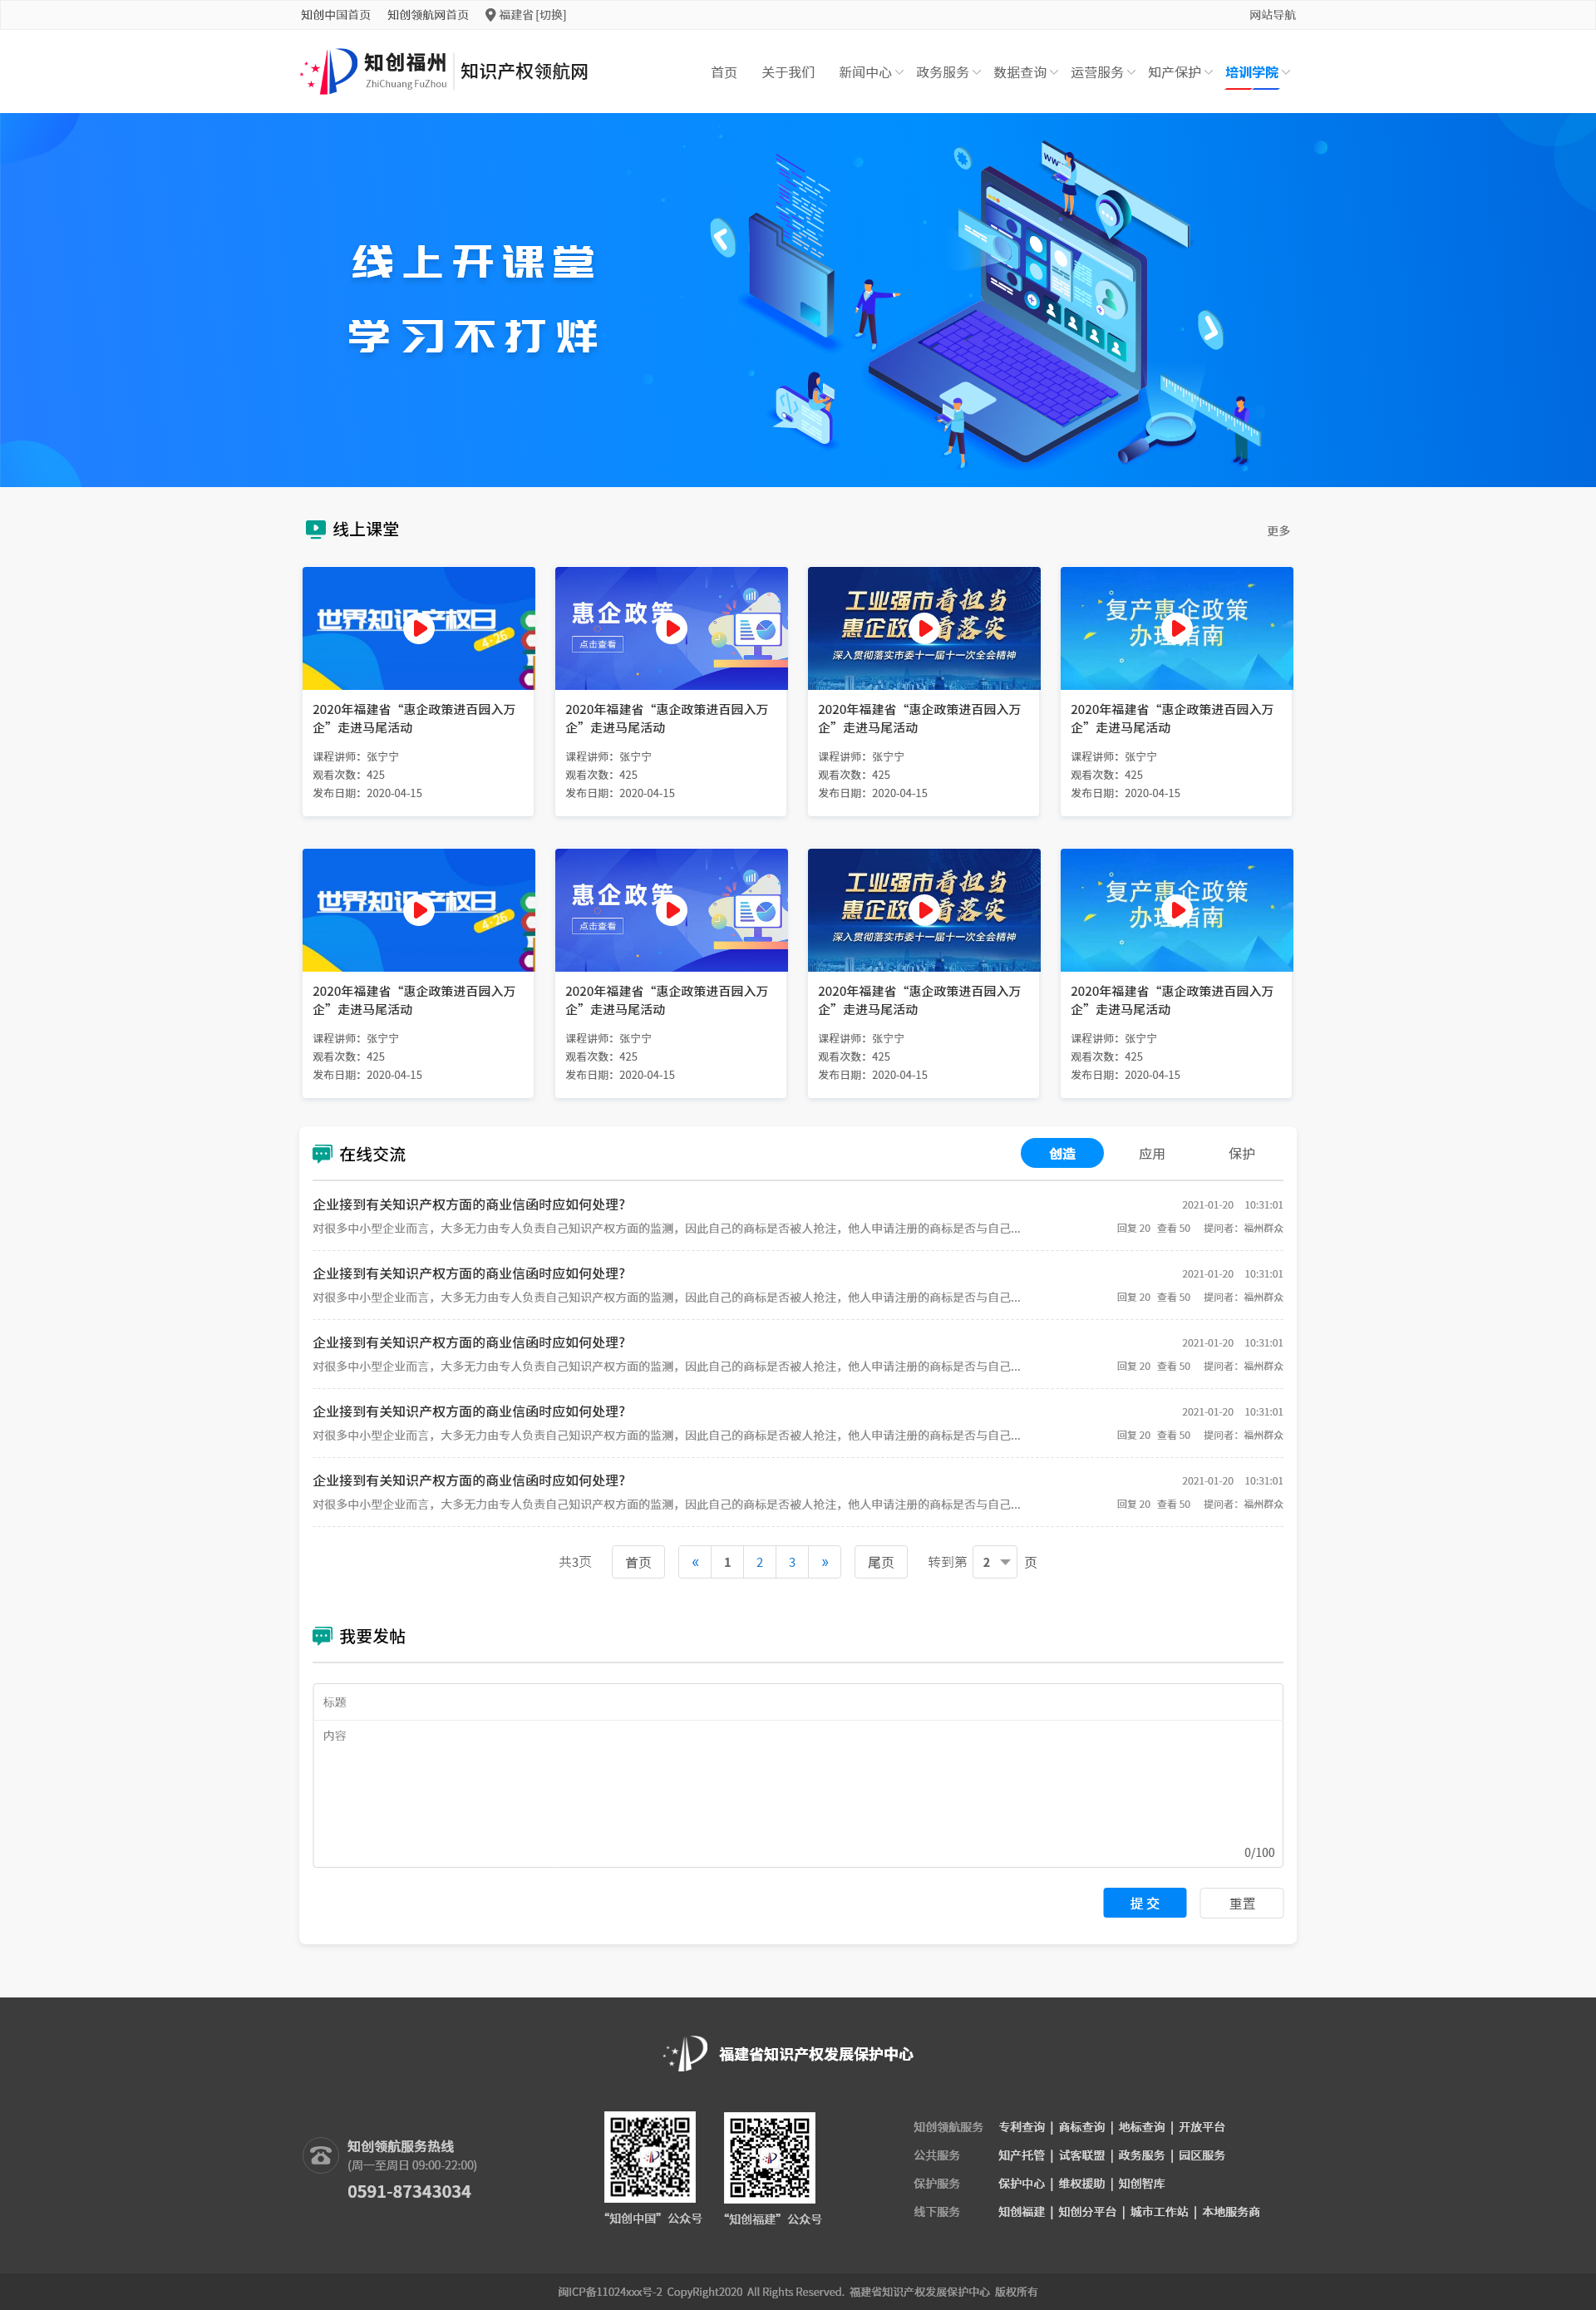 知创中国首页 知创领航网首页 福建省 [切换] 网站导航
知创福州 ZhiChuang FuZhou 知识产权领航网
首页 关于我们 新闻中心 政务服务 数据查询 运营服务 知产保护 培训学院
WW
线上开课堂
学习不打烊
线上课堂 更多
世界知识产权日 4·26
惠企政策
点击查看
工业强市看担当
惠企政 看落实
深入贯彻落实市委十一届十一次全会精神
复产惠企政策
办理指南
2020年福建省“惠企政策进百园入万
企”走进马尾活动
课程讲师：张宁宁
观看次数：425
发布日期：2020-04-15
2020年福建省“惠企政策进百园入万
企”走进马尾活动
课程讲师：张宁宁
观看次数：425
发布日期：2020-04-15
2020年福建省“惠企政策进百园入万
企”走进马尾活动
课程讲师：张宁宁
观看次数：425
发布日期：2020-04-15
2020年福建省“惠企政策进百园入万
企”走进马尾活动
课程讲师：张宁宁
观看次数：425
发布日期：2020-04-15
世界知识产权日 4·26
惠企政策
点击查看
工业强市看担当
惠企政 看落实
深入贯彻落实市委十一届十一次全会精神
复产惠企政策
办理指南
2020年福建省“惠企政策进百园入万
企”走进马尾活动
课程讲师：张宁宁
观看次数：425
发布日期：2020-04-15
2020年福建省“惠企政策进百园入万
企”走进马尾活动
课程讲师：张宁宁
观看次数：425
发布日期：2020-04-15
2020年福建省“惠企政策进百园入万
企”走进马尾活动
课程讲师：张宁宁
观看次数：425
发布日期：2020-04-15
2020年福建省“惠企政策进百园入万
企”走进马尾活动
课程讲师：张宁宁
观看次数：425
发布日期：2020-04-15
在线交流 创造 应用 保护
企业接到有关知识产权方面的商业信函时应如何处理? 2021-01-20 10:31:01
对很多中小型企业而言，大多无力由专人负责自己知识产权方面的监测，因此自己的商标是否被人抢注，他人申请注册的商标是否与自己... 回复 20 查看 50 提问者：福州群众
企业接到有关知识产权方面的商业信函时应如何处理? 2021-01-20 10:31:01
对很多中小型企业而言，大多无力由专人负责自己知识产权方面的监测，因此自己的商标是否被人抢注，他人申请注册的商标是否与自己... 回复 20 查看 50 提问者：福州群众
企业接到有关知识产权方面的商业信函时应如何处理? 2021-01-20 10:31:01
对很多中小型企业而言，大多无力由专人负责自己知识产权方面的监测，因此自己的商标是否被人抢注，他人申请注册的商标是否与自己... 回复 20 查看 50 提问者：福州群众
企业接到有关知识产权方面的商业信函时应如何处理? 2021-01-20 10:31:01
对很多中小型企业而言，大多无力由专人负责自己知识产权方面的监测，因此自己的商标是否被人抢注，他人申请注册的商标是否与自己... 回复 20 查看 50 提问者：福州群众
企业接到有关知识产权方面的商业信函时应如何处理? 2021-01-20 10:31:01
对很多中小型企业而言，大多无力由专人负责自己知识产权方面的监测，因此自己的商标是否被人抢注，他人申请注册的商标是否与自己... 回复 20 查看 50 提问者：福州群众
共3页 首页 « 1 2 3 » 尾页 转到第 2 页
我要发帖
标题
内容
0/100
提 交 重置
福建省知识产权发展保护中心
知创领航服务热线
(周一至周日 09:00-22:00)
0591-87343034
“知创中国”公众号 “知创福建”公众号
知创领航服务 专利查询 | 商标查询 | 地标查询 | 开放平台
公共服务 知产托管 | 试客联盟 | 政务服务 | 园区服务
保护服务 保护中心 | 维权援助 | 知创智库
线下服务 知创福建 | 知创分平台 | 城市工作站 | 本地服务商
闽ICP备11024xxx号-2 CopyRight2020 All Rights Reserved. 福建省知识产权发展保护中心 版权所有